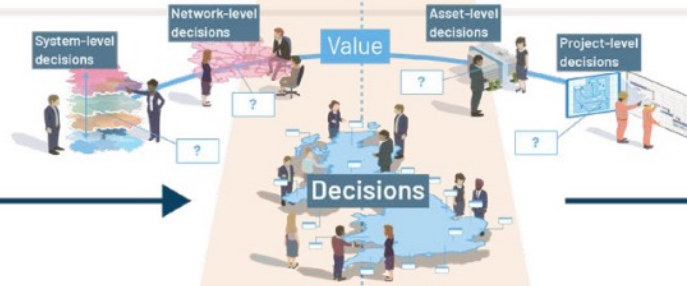 System-level
decisions
Network-level
decisions
Value
Asset-level
decisions
Project-level
decisions
?
?
?
?
Decisions